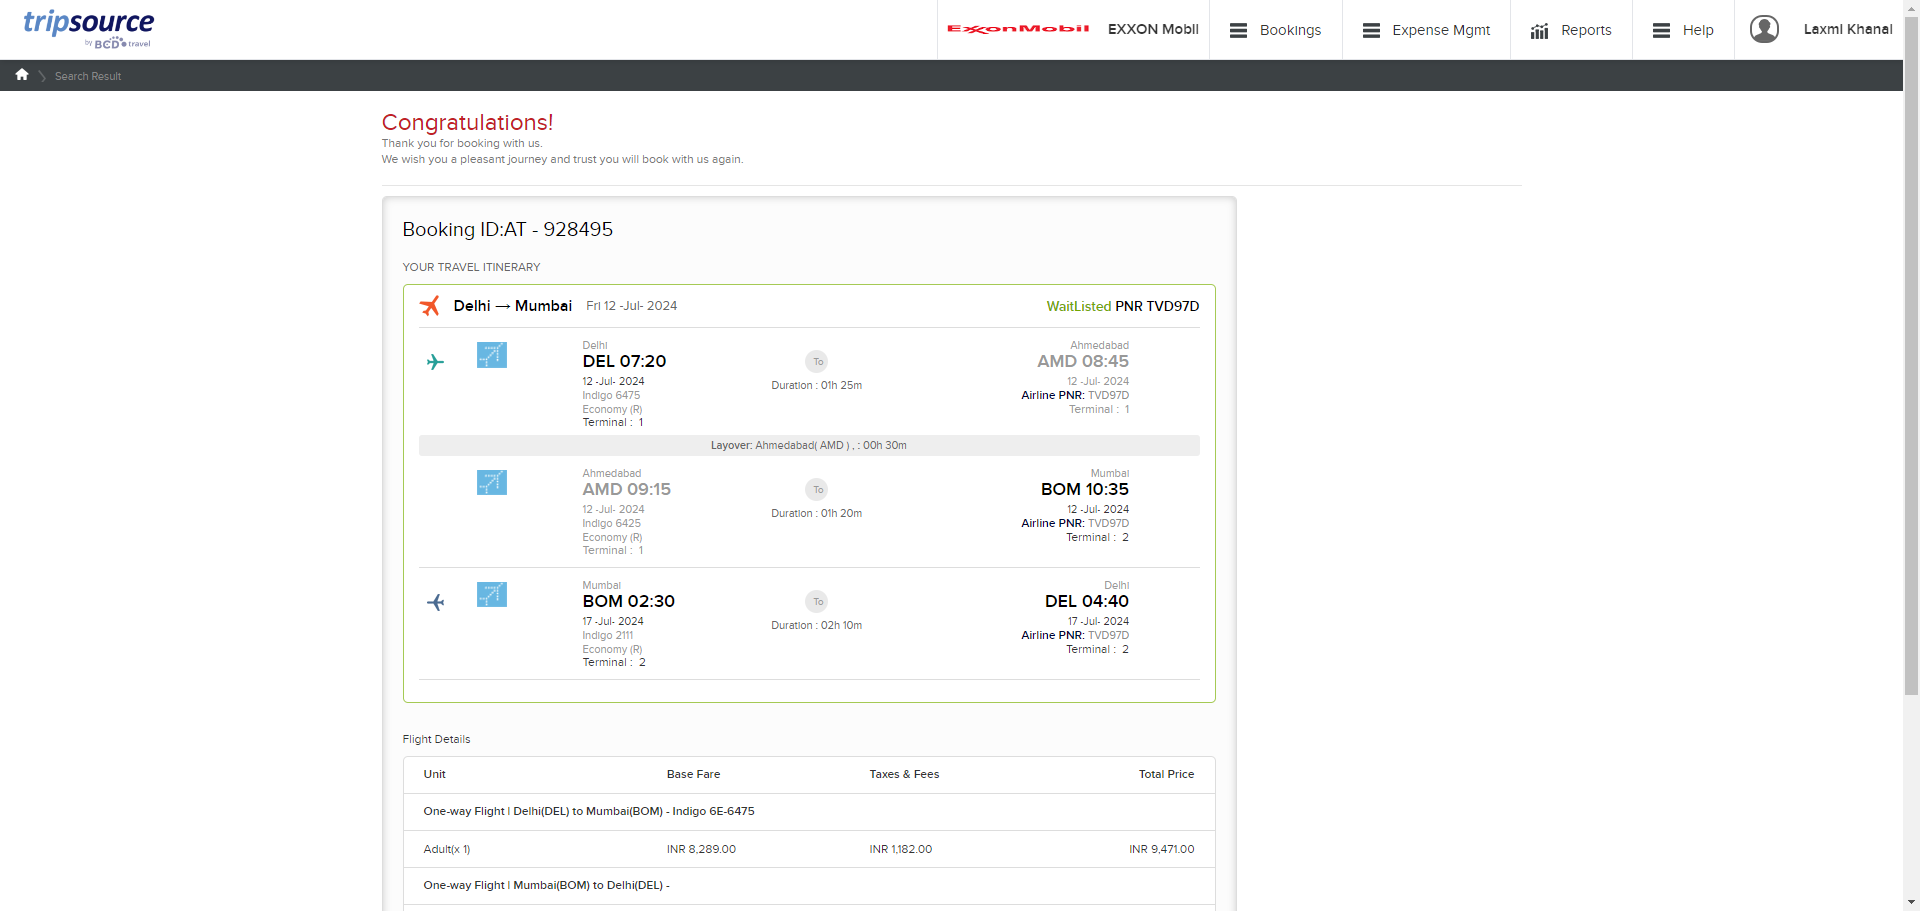 tripsource
by BCD travel
ExxonMobil
EXXON Mobil
Bookings
Expense Mgmt
Reports
Help
Laxmi Khanal
Search Result
Congratulations!
Thank you for booking with us.
We wish you a pleasant journey and trust you will book with us again.
Booking ID:AT - 928495
YOUR TRAVEL ITINERARY
Delhi → Mumbai Fri 12 -Jul- 2024 WaitListed PNR TVD97D
Delhi
DEL 07:20
12 -Jul- 2024
Indigo 6475
Economy (R)
Terminal : 1
To
Duration : 01h 25m
Ahmedabad
AMD 08:45
12 -Jul- 2024
Airline PNR: TVD97D
Terminal : 1
Layover: Ahmedabad( AMD ) , : 00h 30m
Ahmedabad
AMD 09:15
12 -Jul- 2024
Indigo 6425
Economy (R)
Terminal : 1
To
Duration : 01h 20m
Mumbai
BOM 10:35
12 -Jul- 2024
Airline PNR: TVD97D
Terminal : 2
Mumbai
BOM 02:30
17 -Jul- 2024
Indigo 2111
Economy (R)
Terminal : 2
To
Duration : 02h 10m
Delhi
DEL 04:40
17 -Jul- 2024
Airline PNR: TVD97D
Terminal : 2
Flight Details
Unit Base Fare Taxes & Fees Total Price
One-way Flight | Delhi(DEL) to Mumbai(BOM) - Indigo 6E-6475
Adult(x 1) INR 8,289.00 INR 1,182.00 INR 9,471.00
One-way Flight | Mumbai(BOM) to Delhi(DEL) -